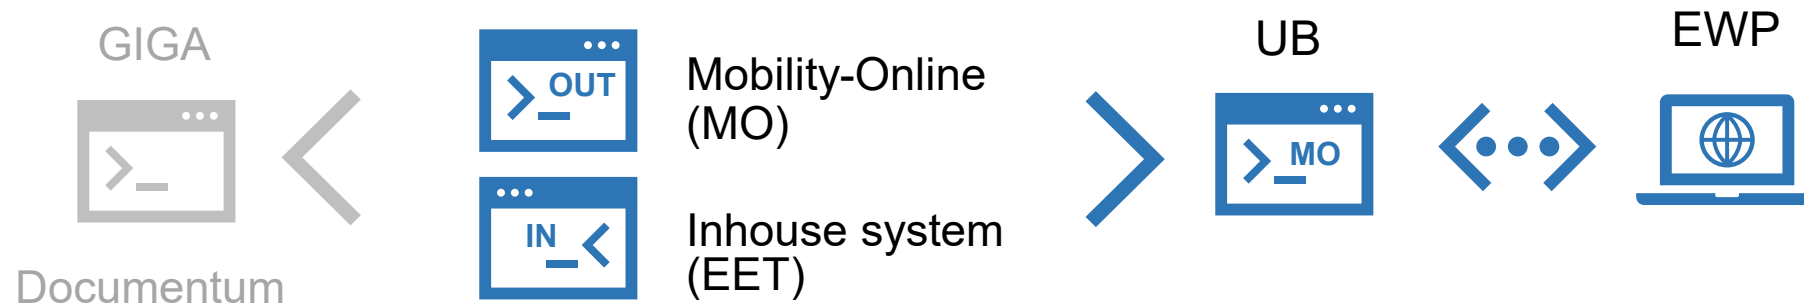 GIGA
Documentum
OUT
Mobility-Online
(MO)
IN
Inhouse system
(EET)
UB
MO
EWP